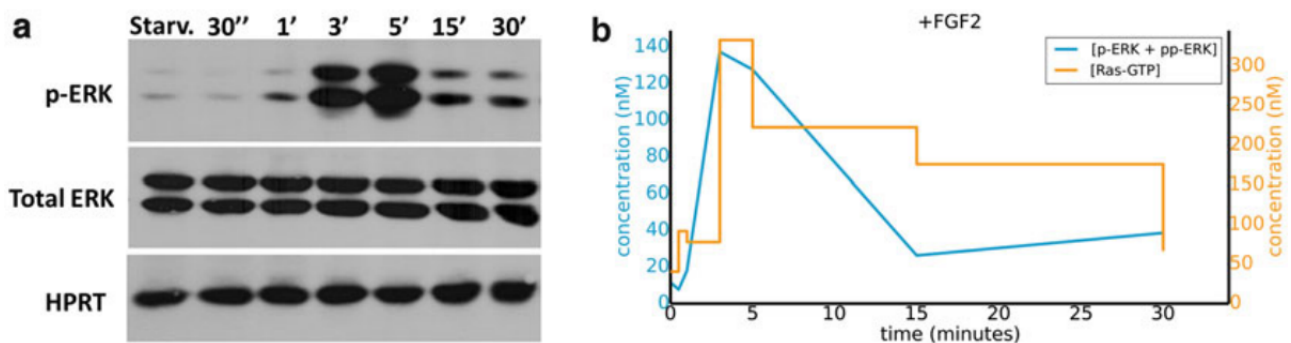 a
Starv. 30'' 1' 3' 5' 15' 30'
p-ERK
Total ERK
HPRT
b
+FGF2
[p-ERK + pp-ERK]
[Ras-GTP]
concentration (nM)
140
120
100
80
60
40
20
0
300
250
200
150
100
50
0
concentration (nM)
0 5 10 15 20 25 30
time (minutes)